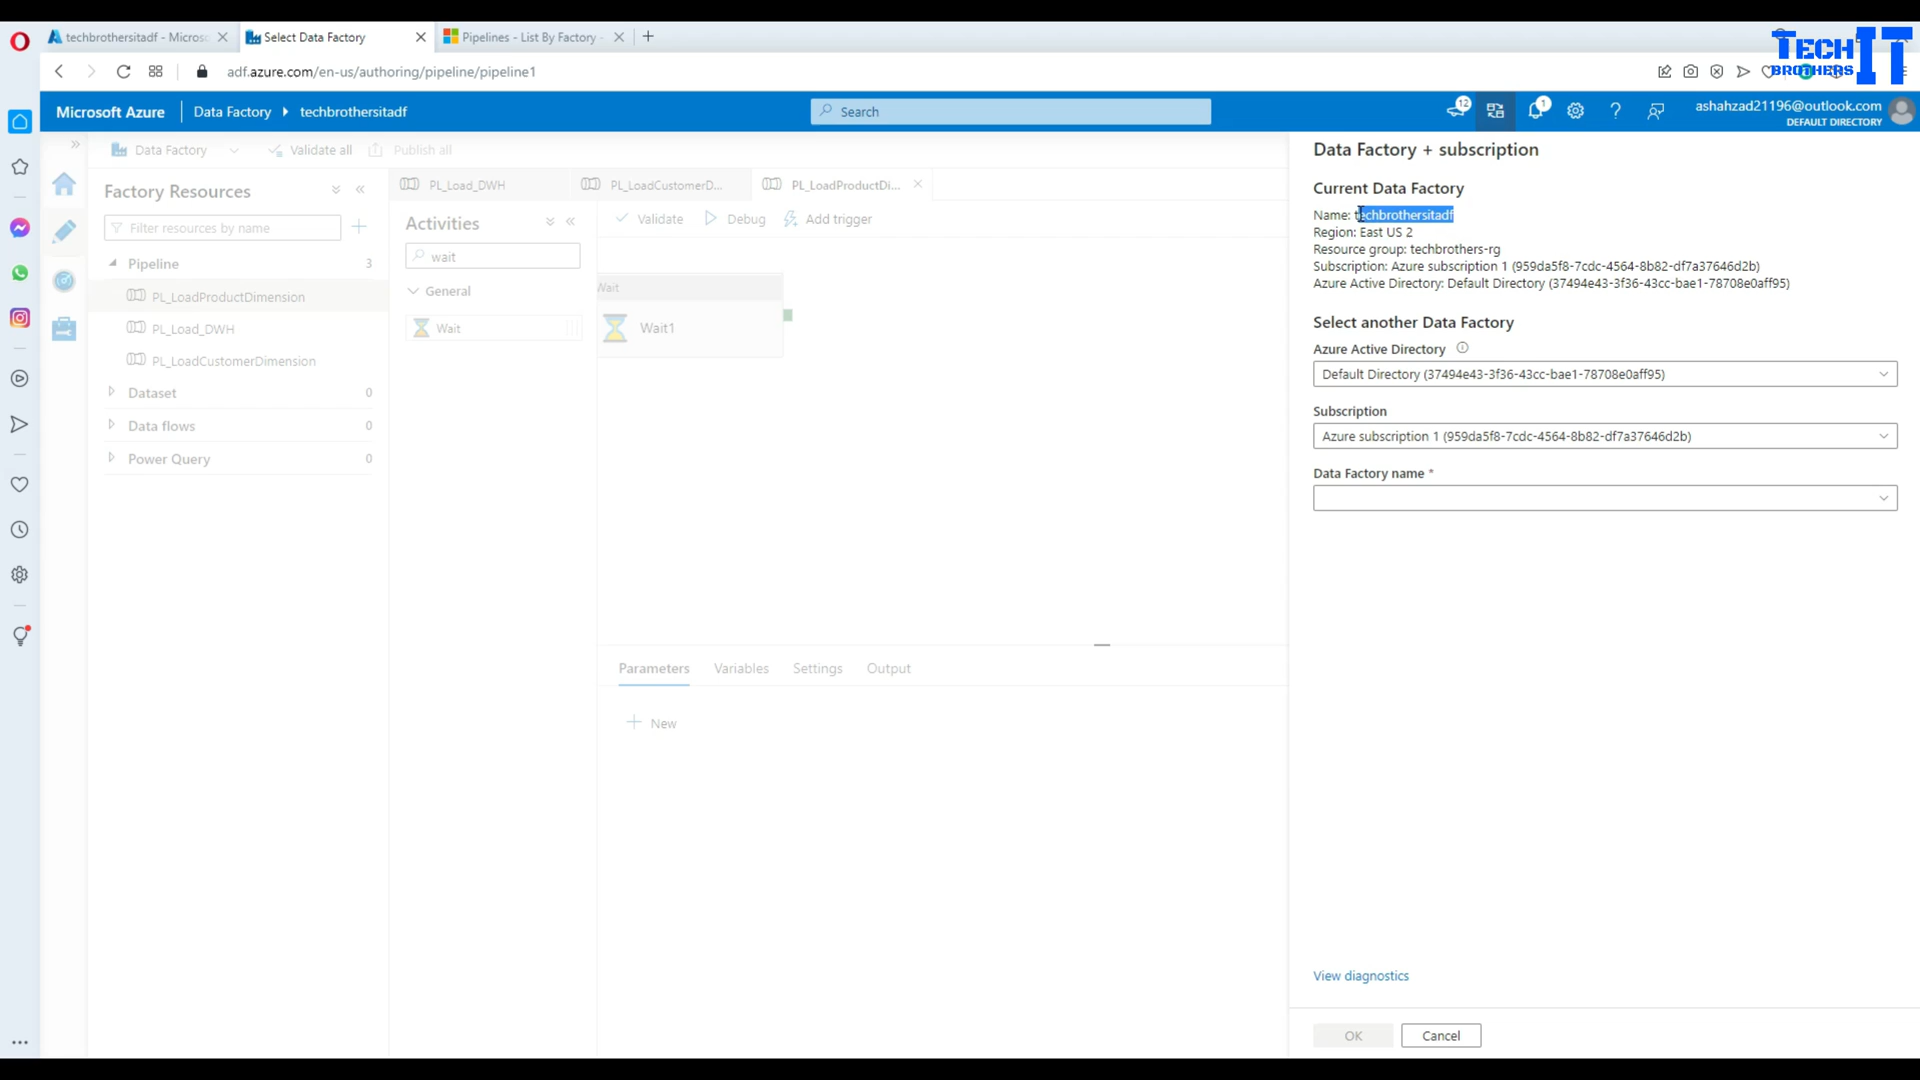 techbrothersitadf - Microsc
Select Data Factory
Pipelines - List By Factory -
adf.azure.com/en-us/authoring/pipeline/pipeline1
TECH IT
BROTHERS
Microsoft Azure
Data Factory
techbrothersitadf
Search
12
1
ashahzad21196@outlook.com
DEFAULT DIRECTORY
Data Factory
Validate all
Publish all
Factory Resources
Filter resources by name
Pipeline
3
PL_LoadProductDimension
PL_Load_DWH
PL_LoadCustomerDimension
Dataset
0
Data flows
0
Power Query
0
PL_Load_DWH
PL_LoadCustomerD...
PL_LoadProductDi...
Activities
wait
General
Wait
Validate
Debug
Add trigger
Wait
Wait1
Parameters
Variables
Settings
Output
New
Data Factory + subscription
Current Data Factory
Name: techbrothersitadf
Region: East US 2
Resource group: techbrothers-rg
Subscription: Azure subscription 1 (959da5f8-7cdc-4564-8b82-df7a37646d2b)
Azure Active Directory: Default Directory (37494e43-3f36-43cc-bae1-78708e0aff95)
Select another Data Factory
Azure Active Directory
Default Directory (37494e43-3f36-43cc-bae1-78708e0aff95)
Subscription
Azure subscription 1 (959da5f8-7cdc-4564-8b82-df7a37646d2b)
Data Factory name *
View diagnostics
OK
Cancel